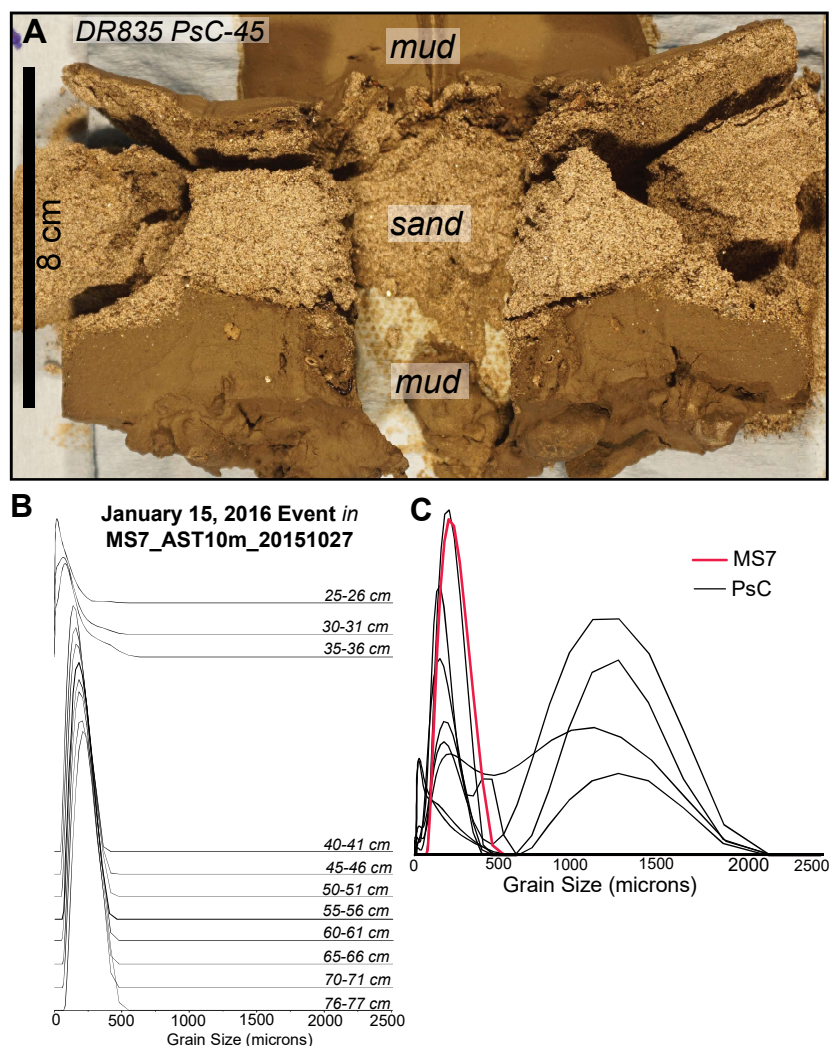 A DR835 PsC-45
mud
8 cm
sand
mud
B
January 15, 2016 Event in
MS7_AST10m_20151027
25-26 cm
30-31 cm
35-36 cm
40-41 cm
45-46 cm
50-51 cm
55-56 cm
60-61 cm
65-66 cm
70-71 cm
76-77 cm
0 500 1000 1500 2000 2500
Grain Size (microns)
C
MS7
PsC
0 500 1000 1500 2000 2500
Grain Size (microns)